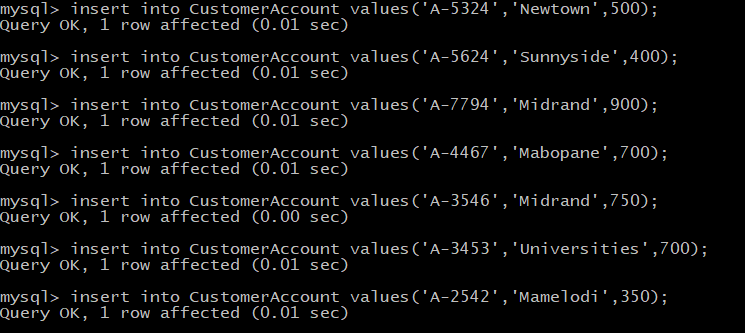 mysql> insert into CustomerAccount values('A-5324','Newtown',500);
Query OK, 1 row affected (0.01 sec)
mysql> insert into CustomerAccount values('A-5624','Sunnyside',400);
Query OK, 1 row affected (0.01 sec)
mysql> insert into CustomerAccount values('A-7794','Midrand',900);
Query OK, 1 row affected (0.01 sec)
mysql> insert into CustomerAccount values('A-4467','Mabopane',700);
Query OK, 1 row affected (0.01 sec)
mysql> insert into CustomerAccount values('A-3546','Midrand',750);
Query OK, 1 row affected (0.00 sec)
mysql> insert into CustomerAccount values('A-3453','Universities',700);
Query OK, 1 row affected (0.01 sec)
mysql> insert into CustomerAccount values('A-2542','Mamelodi',350);
Query OK, 1 row affected (0.01 sec)